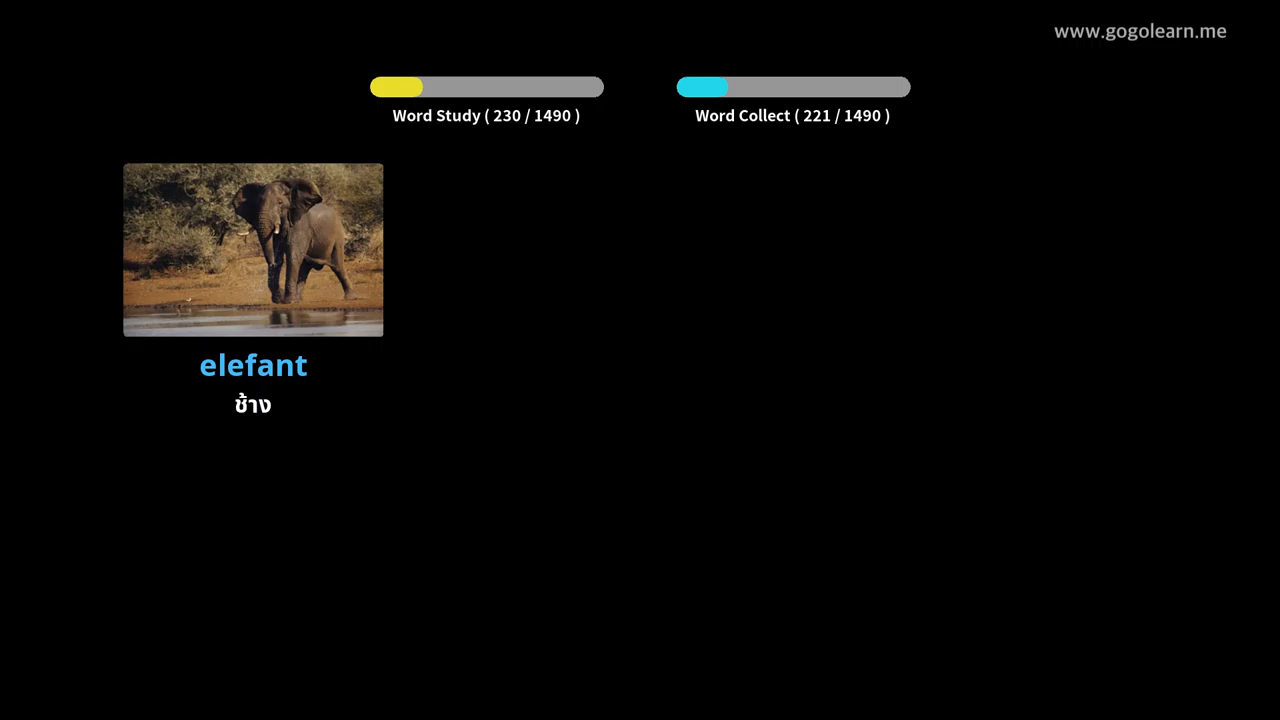 www.gogolearn.me
Word Study ( 230 / 1490 )
Word Collect ( 221 / 1490 )
elefant
ช้าง